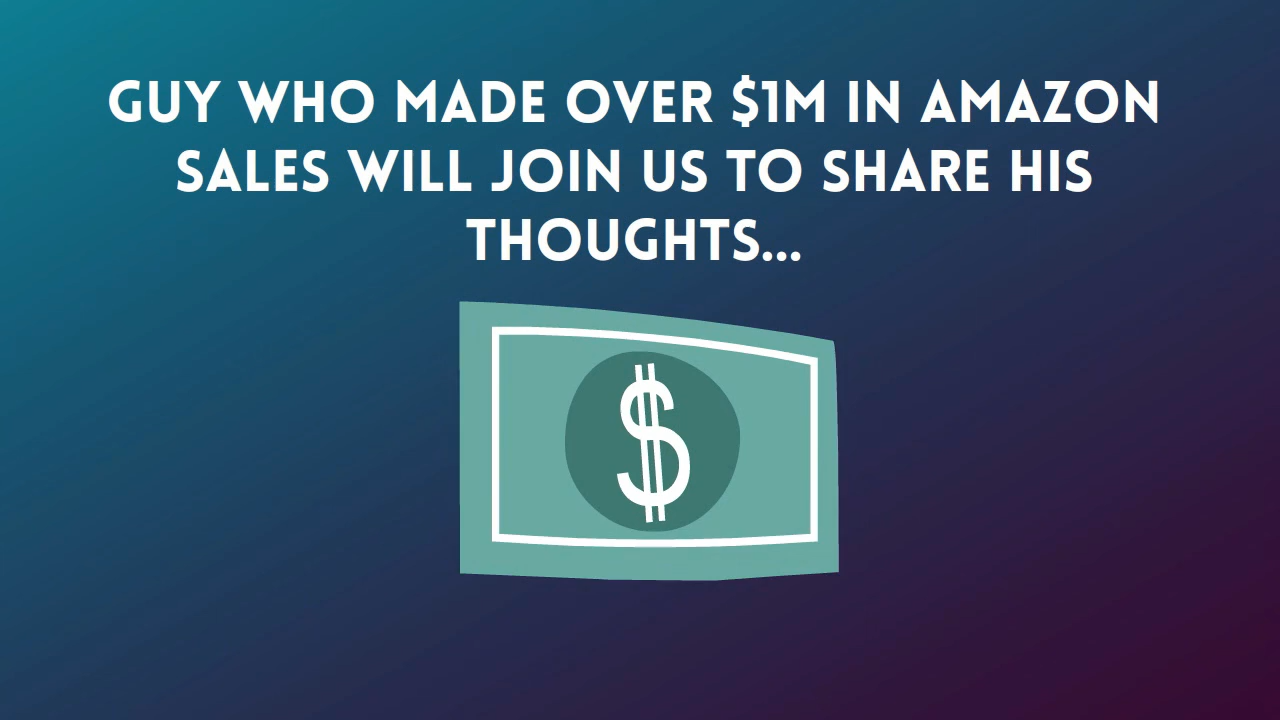 GUY WHO MADE OVER $1M IN AMAZON
SALES WILL JOIN US TO SHARE HIS
THOUGHTS...
$